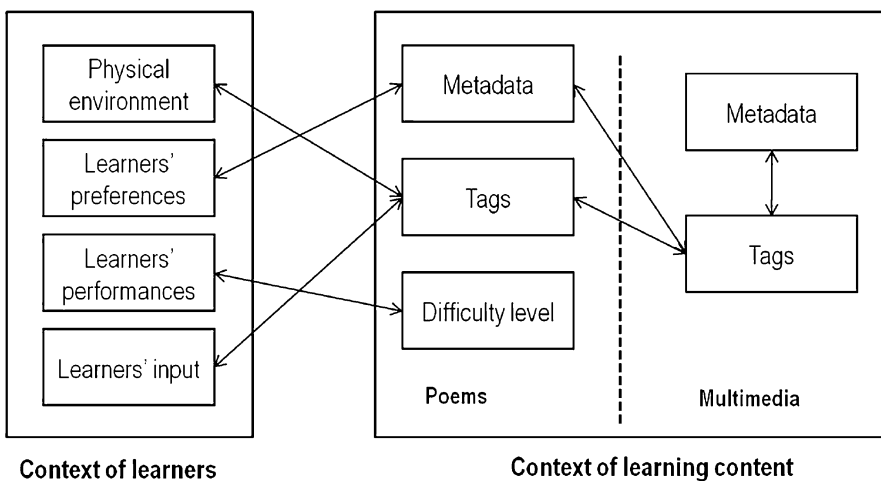 Physical
environment
Learners’
preferences
Learners’
performances
Learners’ input
Context of learners
Metadata
Tags
Difficulty level
Poems
Metadata
Tags
Multimedia
Context of learning content